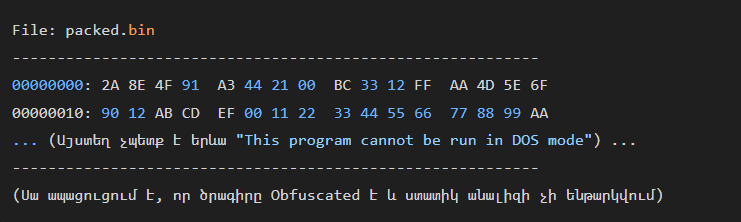 File: packed.bin
----------------------------------------------------------
00000000: 2A 8E 4F 91  A3 44 21 00  BC 33 12 FF  AA 4D 5E 6F
00000010: 90 12 AB CD  EF 00 11 22  33 44 55 66  77 88 99 AA
... (Այստեղ չպետք է երևա "This program cannot be run in DOS mode") ...
----------------------------------------------------------
(Սա ապացուցում է, որ ծրագիրը Obfuscated է և ստատիկ անալիզի չի ենթարկվում)